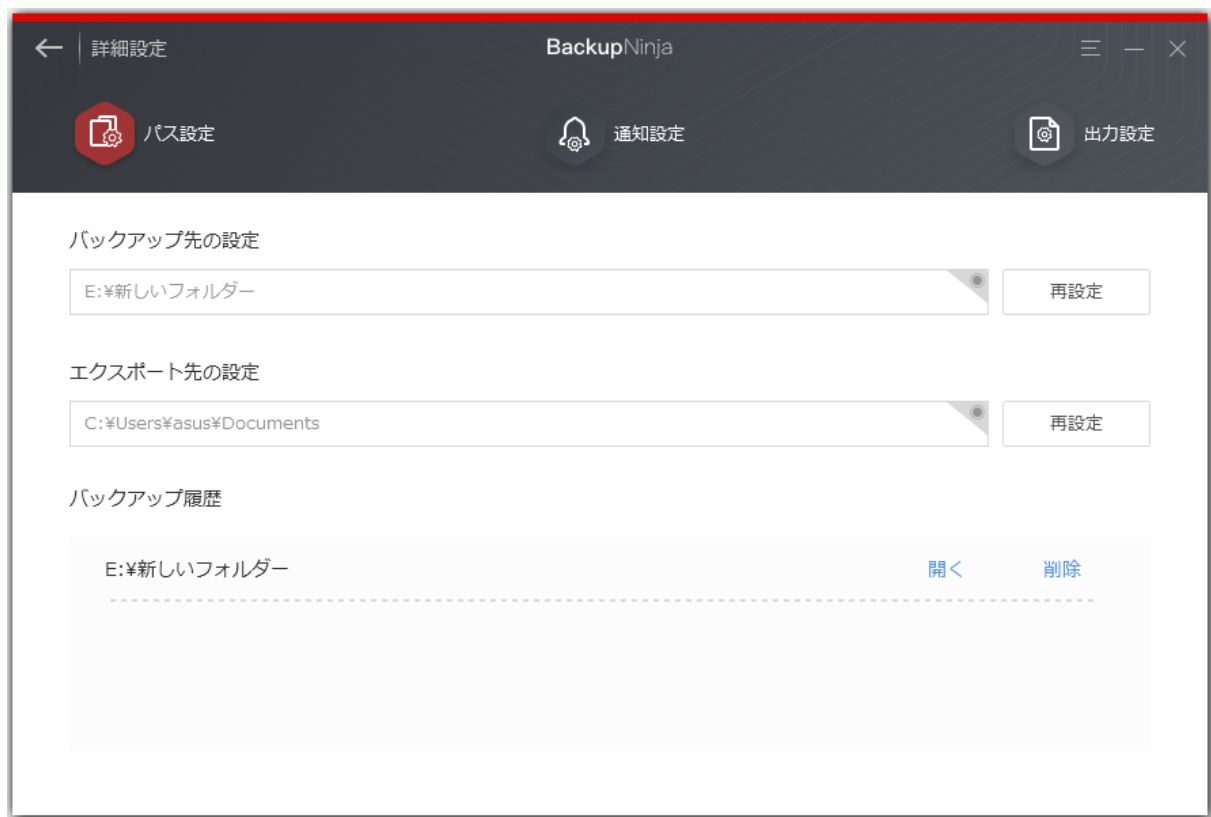 詳細設定
BackupNinja
パス設定
通知設定
出力設定
バックアップ先の設定
E:¥新しいフォルダー
再設定
エクスポート先の設定
C:¥Users¥asus¥Documents
再設定
バックアップ履歴
E:¥新しいフォルダー 開く 削除